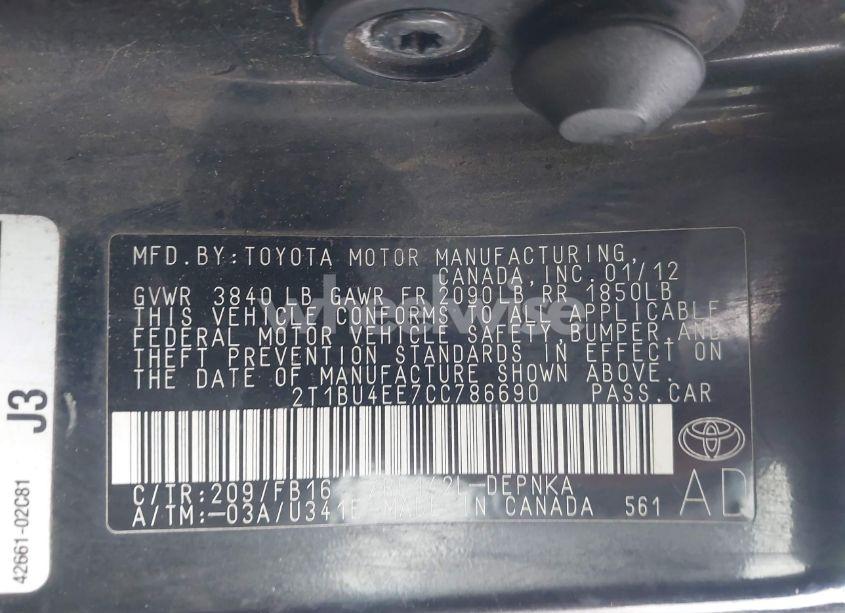 MFD.BY:TOYOTA MOTOR MANUFACTURING,
CANADA, INC. 01/12
GVWR 3840 LB GAWR FR 2090LB RR 1850LB
THIS VEHICLE CONFORMS TO ALL APPLICABLE
FEDERAL MOTOR VEHICLE SAFETY, BUMPER, AND
THEFT PREVENTION STANDARDS IN EFFECT ON
THE DATE OF MANUFACTURE SHOWN ABOVE.
2T1BU4EE7CC786690 PASS.CAR
C/TR:209/FB16 -DEPNKA
A/TM:-03A/U341E MADE IN CANADA 561
AD
J3
42661-02C81
wheelwise